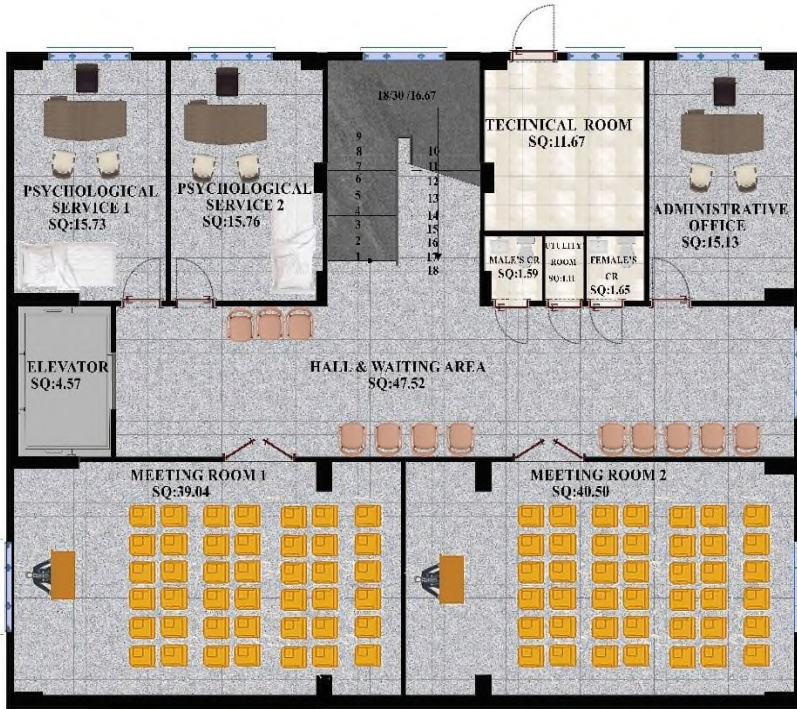 18/30 /16.67
PSYCHOLOGICAL
SERVICE 1
SQ:15.73
PSYCHOLOGICAL
SERVICE 2
SQ:15.76
9
8
7
6
5
4
3
2
1
10
11
12
13
14
15
16
17
18
TECHNICAL ROOM
SQ:11.67
ADMINISTRATIVE
OFFICE
SQ:15.13
MALE'S CR
SQ:1.59
UTULITY
ROOM
SQ:1.11
FEMALE'S
CR
SQ:1.65
ELEVATOR
SQ:4.57
HALL & WAITING AREA
SQ:47.52
MEETING ROOM 1
SQ:39.04
MEETING ROOM 2
SQ:40.50